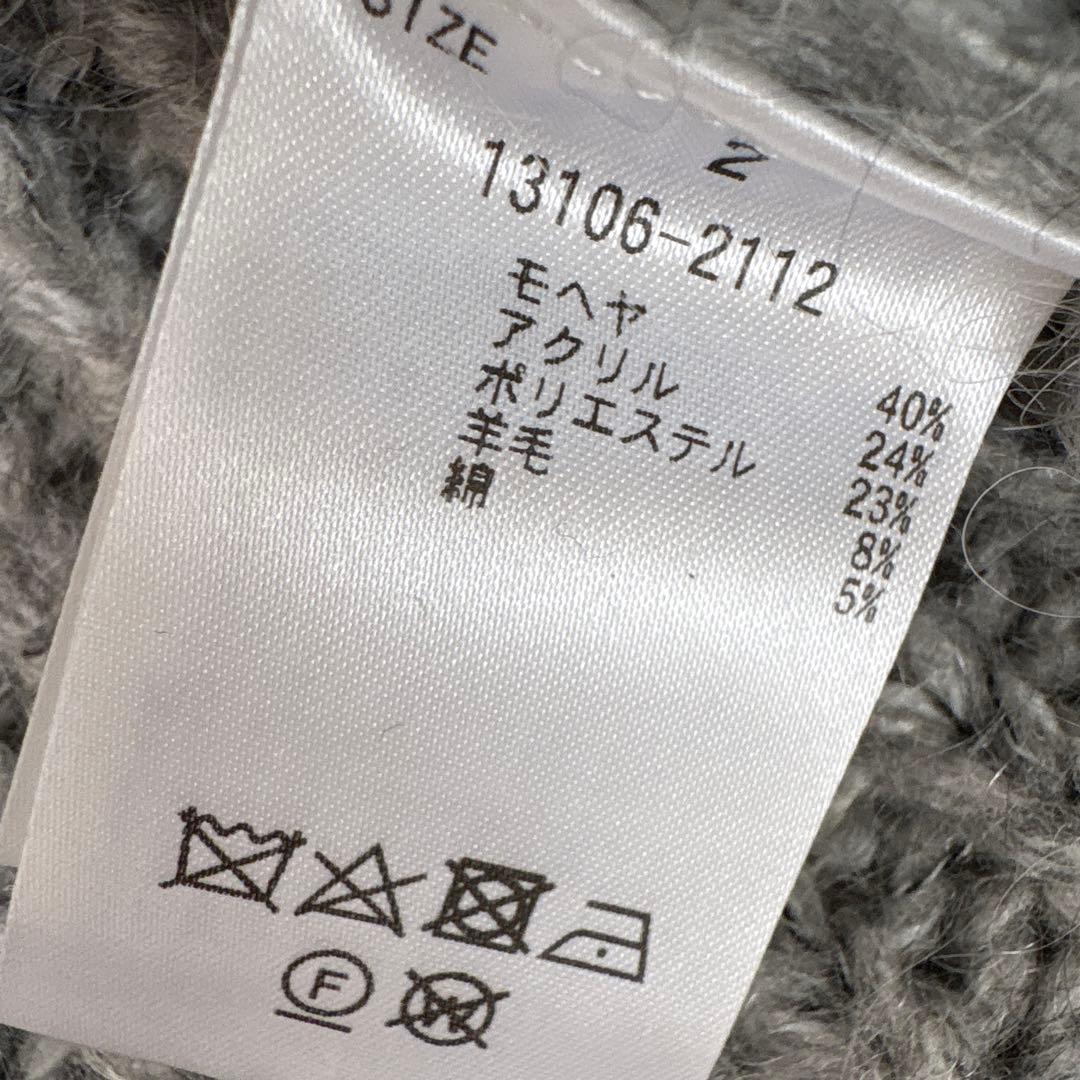 SIZE 2
13106-2112
モヘヤ 40%
アクリル 24%
ポリエステル 23%
羊毛 8%
綿 5%
F
W